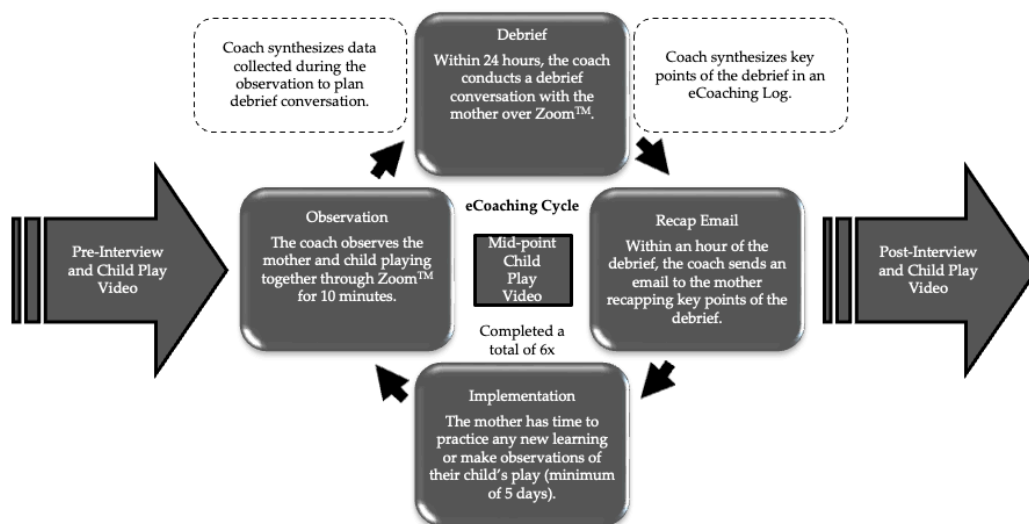 Coach synthesizes data
collected during the
observation to plan
debrief conversation.
Debrief
Within 24 hours, the coach
conducts a debrief
conversation with the
mother over Zoom™.
Coach synthesizes key
points of the debrief in an
eCoaching Log.
Pre-Interview
and Child Play
Video
Observation
The coach observes the
mother and child playing
together through Zoom™
for 10 minutes.
eCoaching Cycle
Mid-point
Child
Play
Video
Completed a
total of 6x
Recap Email
Within an hour of the
debrief, the coach sends an
email to the mother
recapping key points of the
debrief.
Post-Interview
and Child Play
Video
Implementation
The mother has time to
practice any new learning
or make observations of
their child's play (minimum
of 5 days).